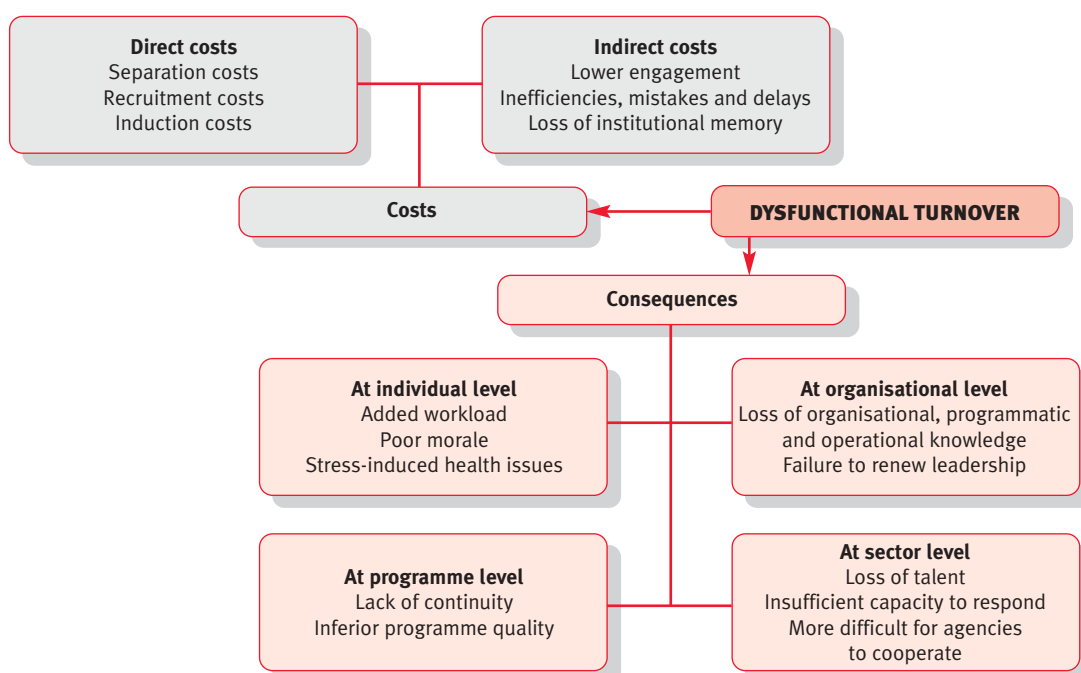 Direct costs
Separation costs
Recruitment costs
Induction costs
Indirect costs
Lower engagement
Inefficiencies, mistakes and delays
Loss of institutional memory
Costs
DYSFUNCTIONAL TURNOVER
Consequences
At individual level
Added workload
Poor morale
Stress-induced health issues
At organisational level
Loss of organisational, programmatic
and operational knowledge
Failure to renew leadership
At programme level
Lack of continuity
Inferior programme quality
At sector level
Loss of talent
Insufficient capacity to respond
More difficult for agencies
to cooperate